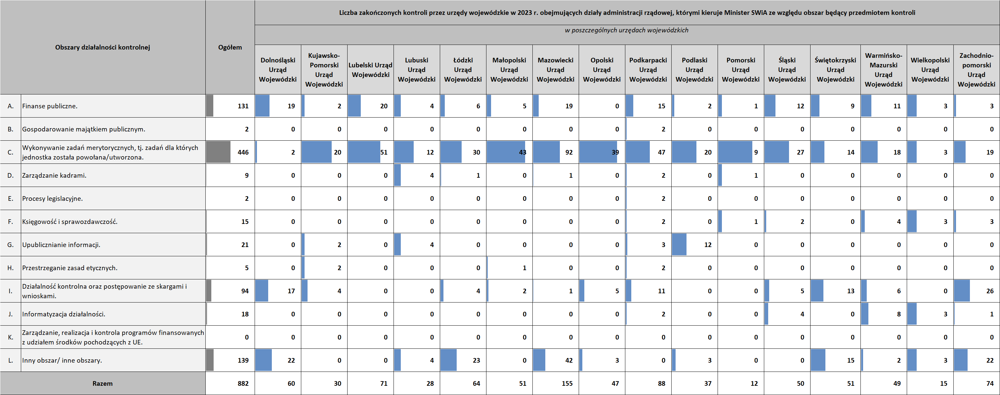 Liczba zakończonych kontroli przez urzędy wojewódzkie w 2023 r. obejmujących działy administracji rządowej, którymi kieruje Minister SWiA ze względu obszar będący przedmiotem kontroli
w poszczególnych urzędach wojewódzkich
Obszary działalności kontrolnej
Ogółem
Dolnośląski
Urząd
Wojewódzki
Kujawsko-
Pomorski
Urząd
Wojewódzki
Lubelski Urząd
Wojewódzki
Lubuski
Urząd
Wojewódzki
Łódzki
Urząd
Wojewódzki
Małopolski
Urząd
Wojewódzki
Mazowiecki
Urząd
Wojewódzki
Opolski
Urząd
Wojewódzki
Podkarpacki
Urząd
Wojewódzki
Podlaski
Urząd
Wojewódzki
Pomorski
Urząd
Wojewódzki
Śląski
Urząd
Wojewódzki
Świętokrzyski
Urząd
Wojewódzki
Warmińsko-
Mazurski
Urząd
Wojewódzki
Wielkopolski
Urząd
Wojewódzki
Zachodnio-
pomorski
Urząd
Wojewódzki
A. Finanse publiczne. 131 19 2 20 4 6 5 19 0 15 2 1 12 9 11 3 3
B. Gospodarowanie majątkiem publicznym. 2 0 0 0 0 0 0 0 0 2 0 0 0 0 0 0 0
C. Wykonywanie zadań merytorycznych, tj. zadań dla których
jednostka została powołana/utworzona. 446 2 20 51 12 30 43 92 39 47 20 9 27 14 18 3 19
D. Zarządzanie kadrami. 9 0 0 0 4 1 0 1 0 2 0 1 0 0 0 0 0
E. Procesy legislacyjne. 2 0 0 0 0 0 0 0 0 2 0 0 0 0 0 0 0
F. Księgowość i sprawozdawczość. 15 0 0 0 0 0 0 0 0 2 0 1 2 0 4 3 3
G. Upublicznianie informacji. 21 0 2 0 4 0 0 0 0 3 12 0 0 0 0 0 0
H. Przestrzeganie zasad etycznych. 5 0 2 0 0 0 1 0 0 2 0 0 0 0 0 0 0
I. Działalność kontrolna oraz postępowanie ze skargami i
wnioskami. 94 17 4 0 0 4 2 1 5 11 0 0 5 13 6 0 26
J. Informatyzacja działalności. 18 0 0 0 0 0 0 0 0 2 0 0 4 0 8 3 1
K. Zarządzanie, realizacja i kontrola programów finansowanych
z udziałem środków pochodzących z UE. 0 0 0 0 0 0 0 0 0 0 0 0 0 0 0 0 0
L. Inny obszar/ inne obszary. 139 22 0 0 4 23 0 42 3 0 3 0 0 15 2 3 22
Razem 882 60 30 71 28 64 51 155 47 88 37 12 50 51 49 15 74